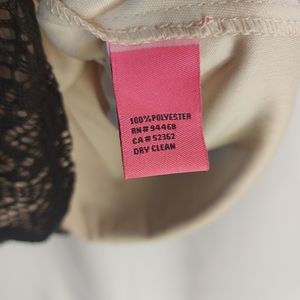 100%POLYESTER
RN# 94468
CA# 52362
DRY CLEAN